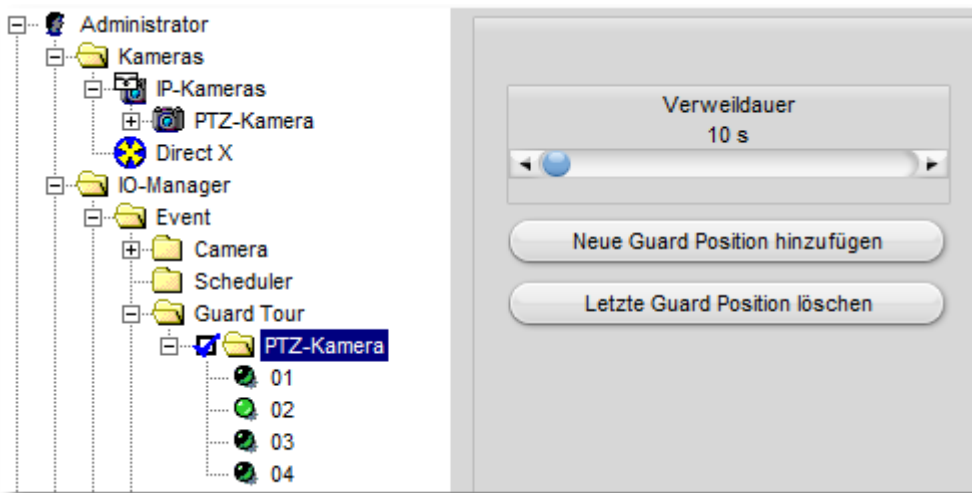 Administrator
Kameras
IP-Kameras
PTZ-Kamera
Direct X
IO-Manager
Event
Camera
Scheduler
Guard Tour
PTZ-Kamera
01
02
03
04
Verweildauer
10 s
Neue Guard Position hinzufügen
Letzte Guard Position löschen